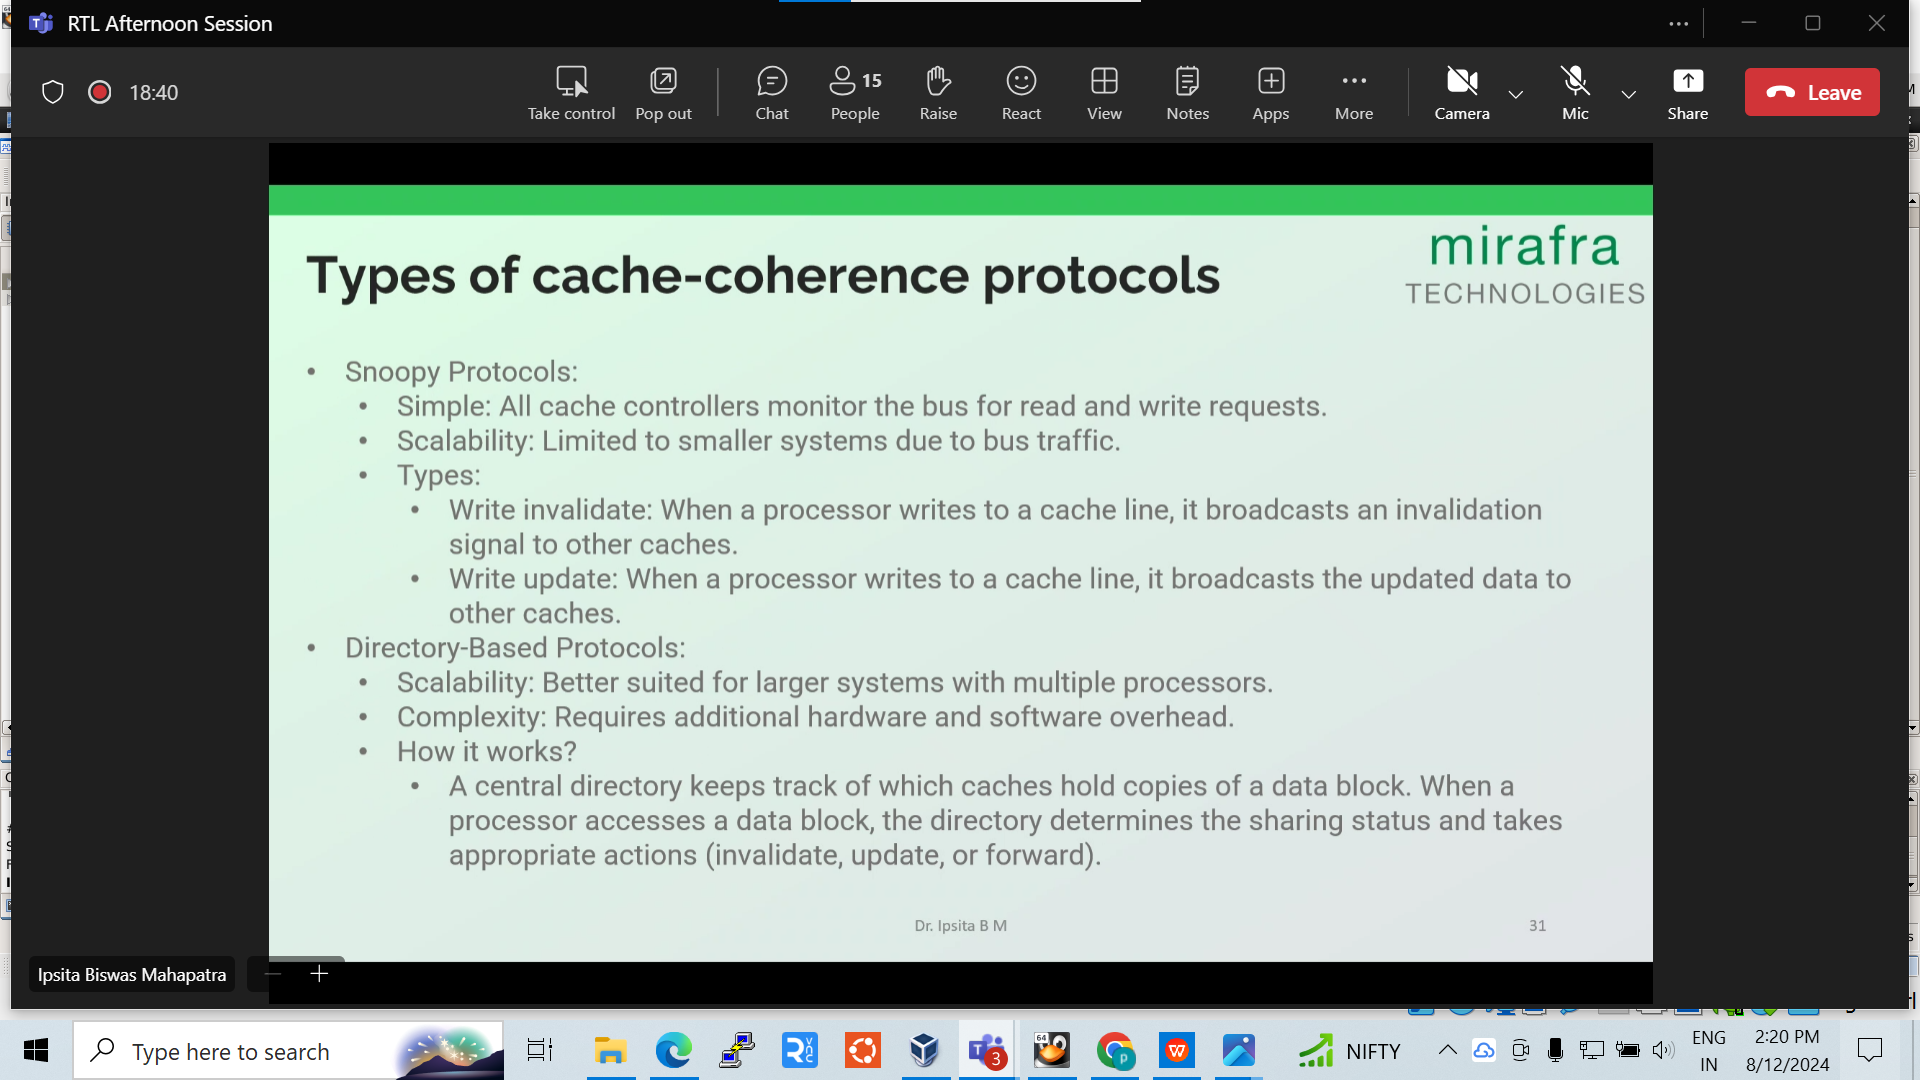 RTL Afternoon Session
18:40
Take control
Pop out
Chat
15
People
Raise
React
View
Notes
Apps
More
Camera
Mic
Share
Leave
mirafra
TECHNOLOGIES
Types of cache-coherence protocols
• Snoopy Protocols:
• Simple: All cache controllers monitor the bus for read and write requests.
• Scalability: Limited to smaller systems due to bus traffic.
• Types:
• Write invalidate: When a processor writes to a cache line, it broadcasts an invalidation
signal to other caches.
• Write update: When a processor writes to a cache line, it broadcasts the updated data to
other caches.
• Directory-Based Protocols:
• Scalability: Better suited for larger systems with multiple processors.
• Complexity: Requires additional hardware and software overhead.
• How it works?
• A central directory keeps track of which caches hold copies of a data block. When a
processor accesses a data block, the directory determines the sharing status and takes
appropriate actions (invalidate, update, or forward).
Dr. Ipsita B M
31
Ipsita Biswas Mahapatra
Type here to search
3
64
p
NIFTY
ENG
IN
2:20 PM
8/12/2024